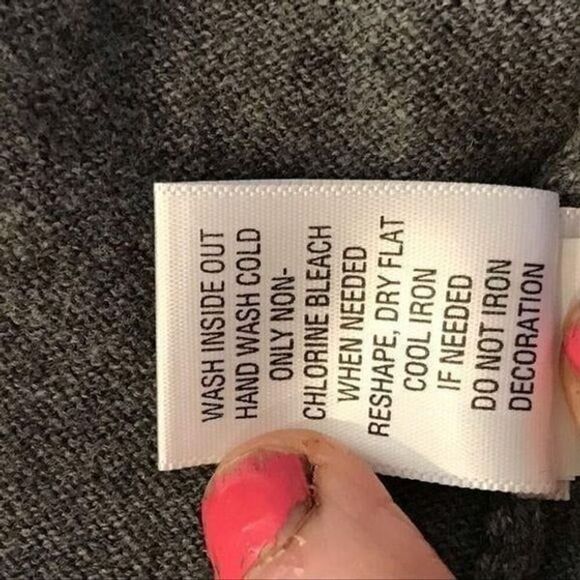 WASH INSIDE OUT
HAND WASH COLD
ONLY NON-
CHLORINE BLEACH
WHEN NEEDED
RESHAPE, DRY FLAT
COOL IRON
IF NEEDED
DO NOT IRON
DECORATION